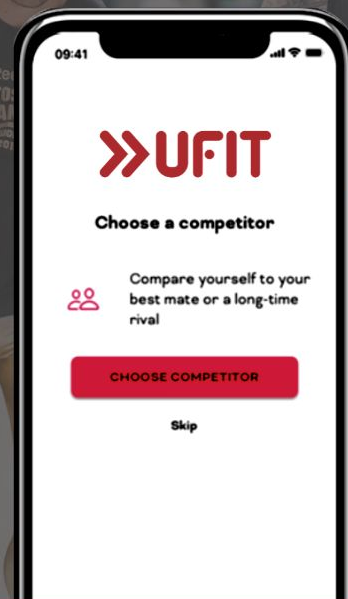 09:41
UFIT
Choose a competitor
Compare yourself to your
best mate or a long-time
rival
CHOOSE COMPETITOR
Skip